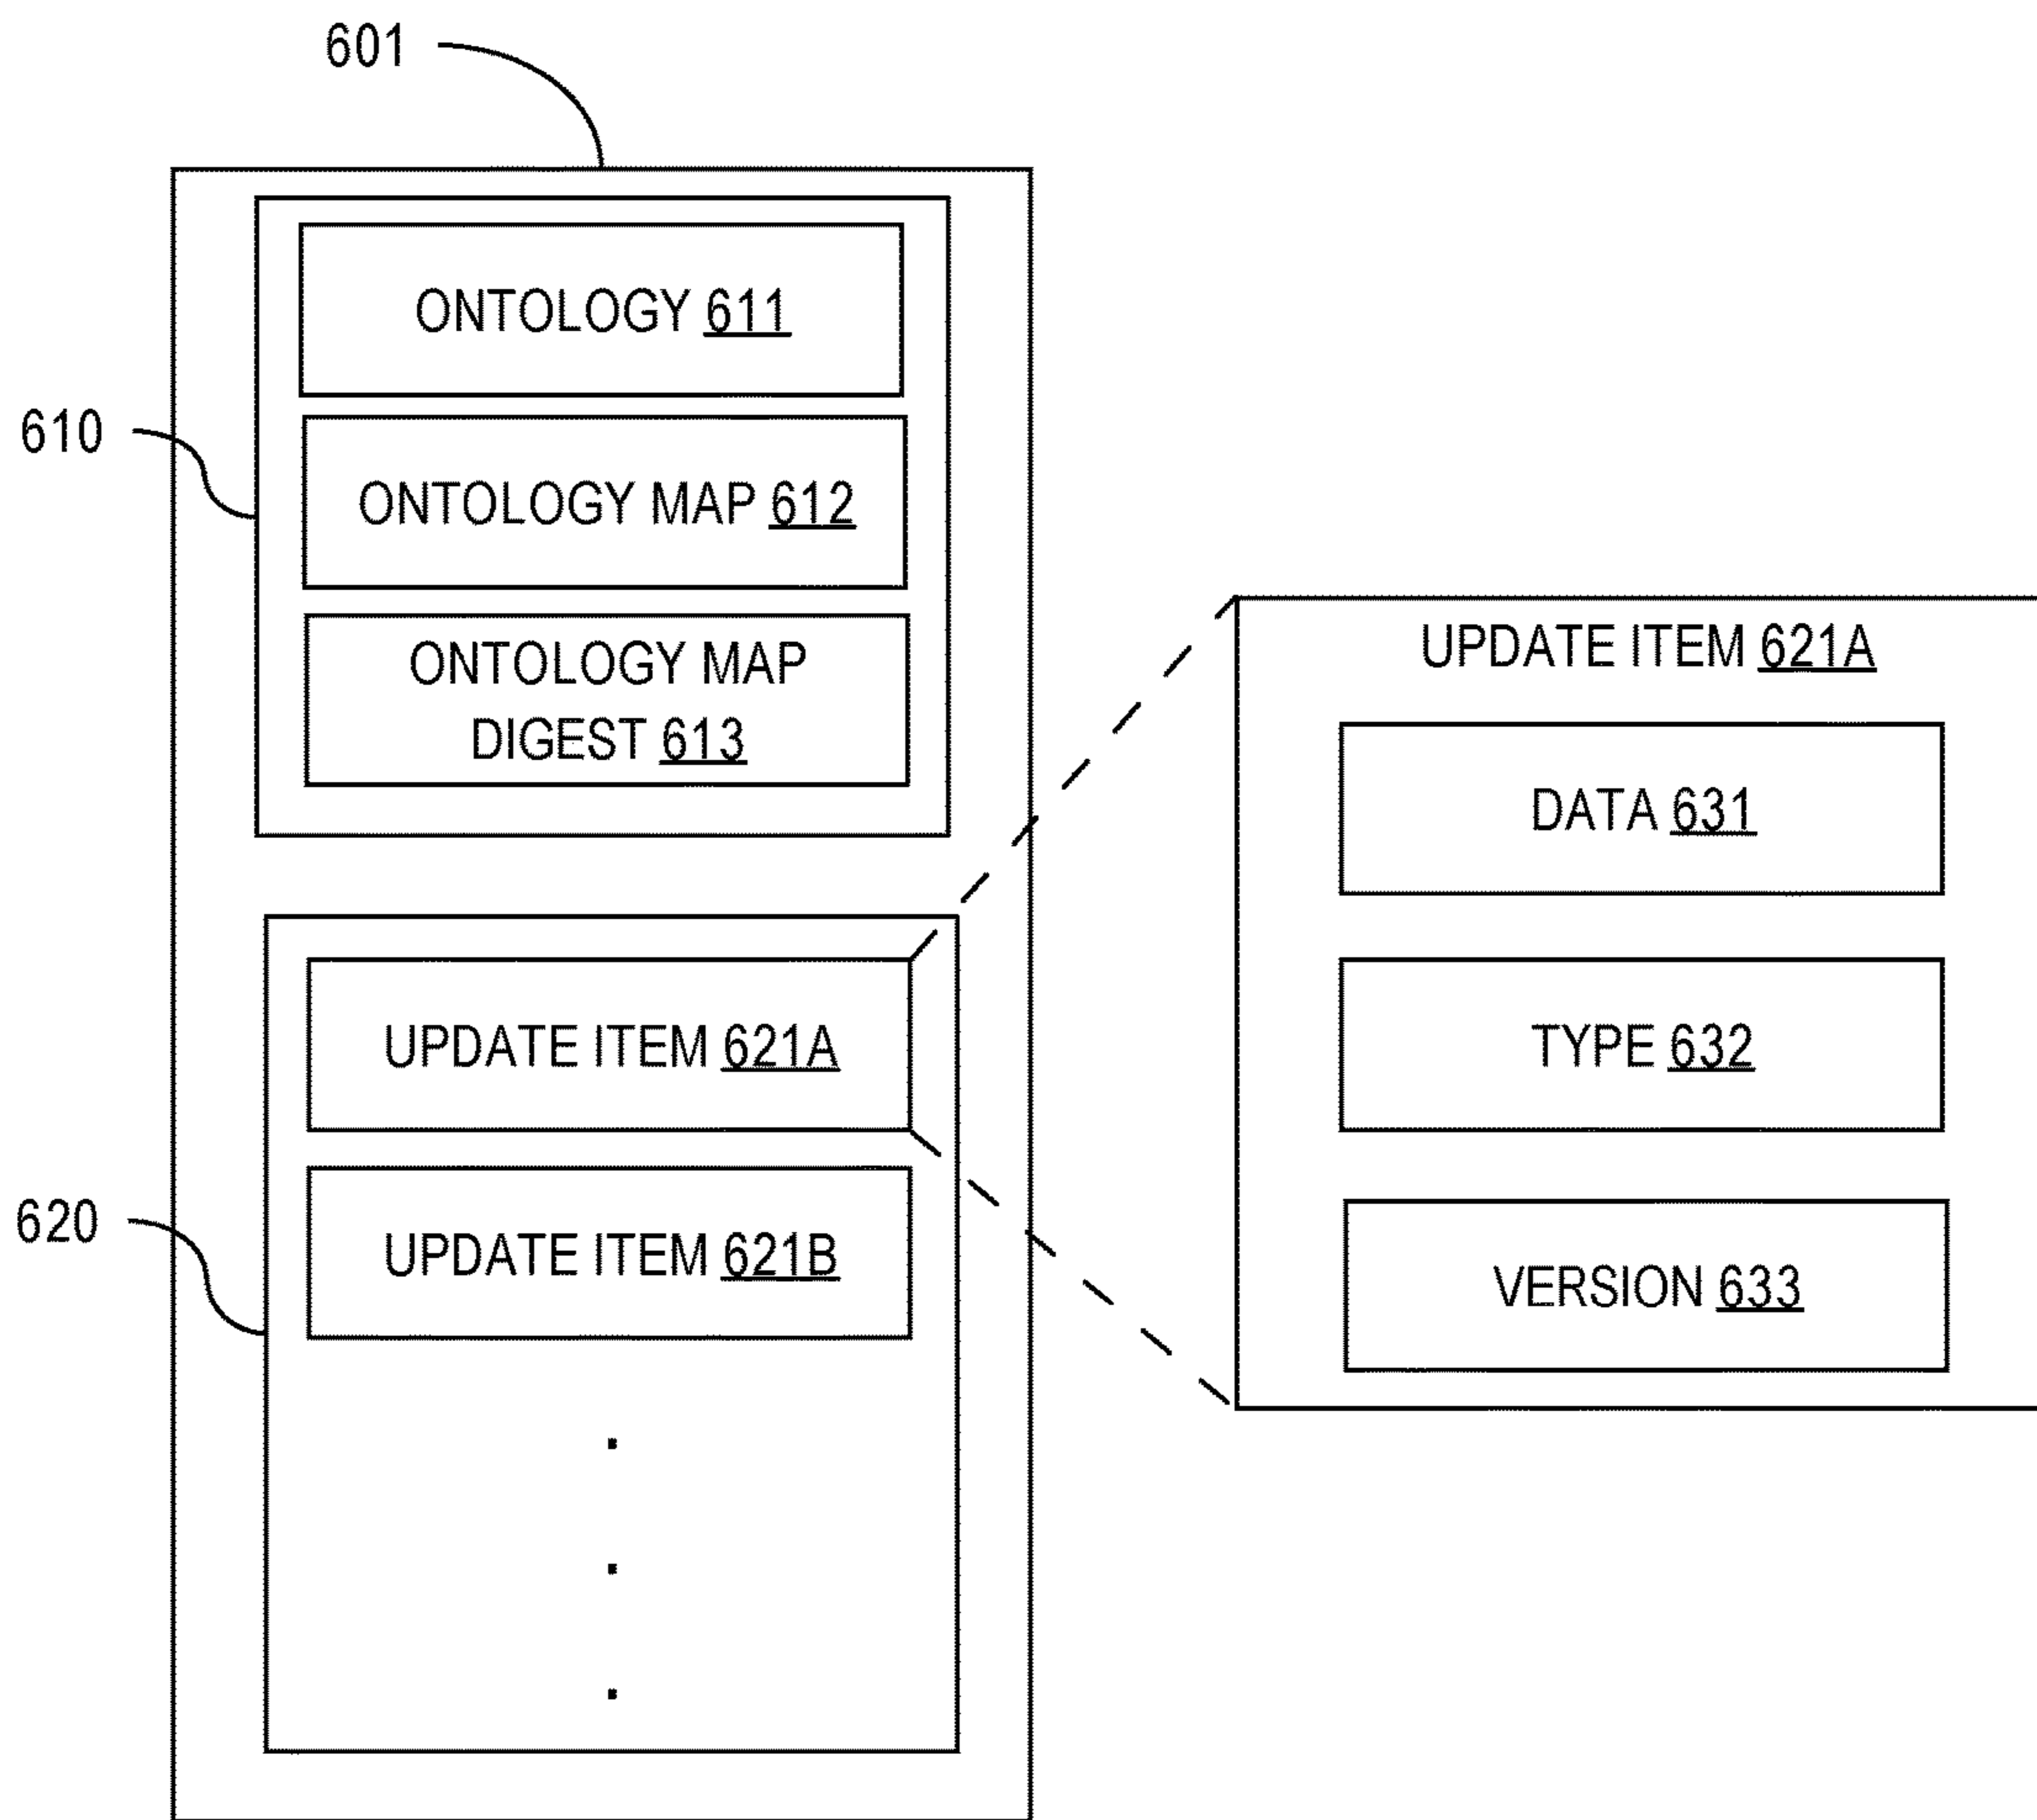 601
ONTOLOGY 611
610
ONTOLOGY MAP 612
ONTOLOGY MAP
DIGEST 613
UPDATE ITEM 621A
UPDATE ITEM 621B
620
UPDATE ITEM 621A
DATA 631
TYPE 632
VERSION 633